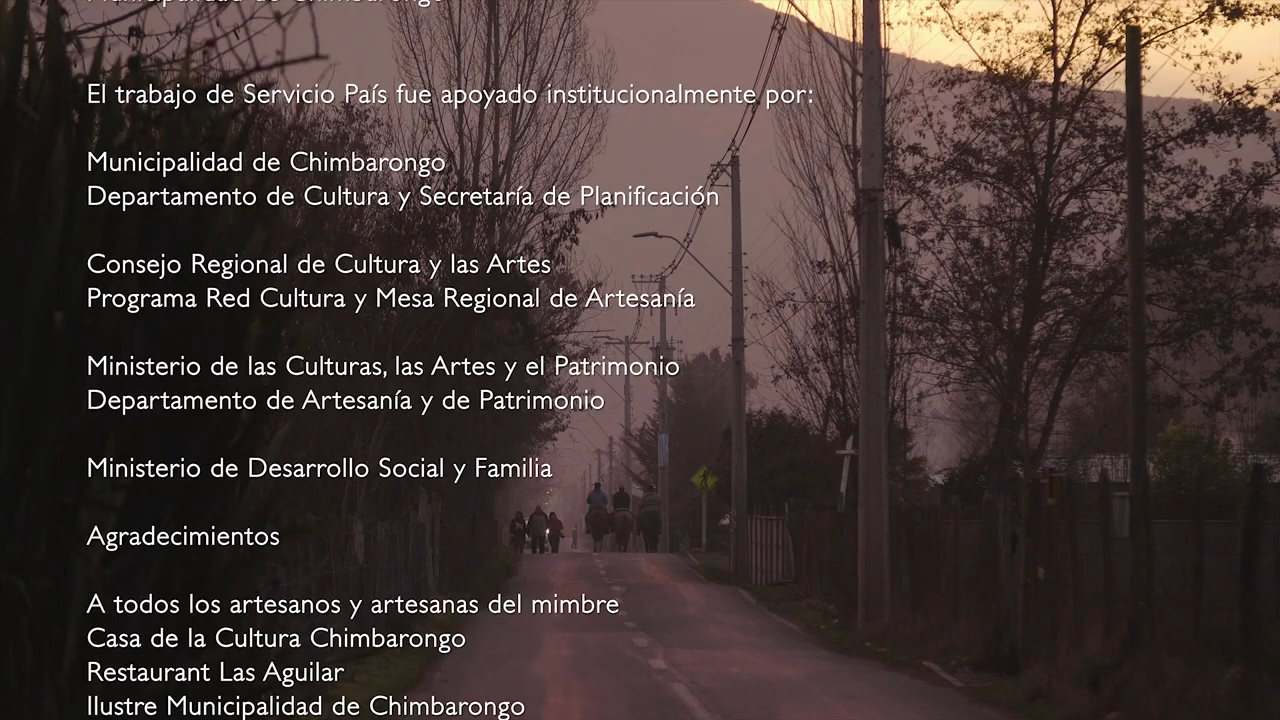 Municipalidad de Chimbarongo
El trabajo de Servicio País fue apoyado institucionalmente por:
Municipalidad de Chimbarongo
Departamento de Cultura y Secretaría de Planificación
Consejo Regional de Cultura y las Artes
Programa Red Cultura y Mesa Regional de Artesanía
Ministerio de las Culturas, las Artes y el Patrimonio
Departamento de Artesanía y de Patrimonio
Ministerio de Desarrollo Social y Familia
Agradecimientos
A todos los artesanos y artesanas del mimbre
Casa de la Cultura Chimbarongo
Restaurant Las Aguilar
Ilustre Municipalidad de Chimbarongo